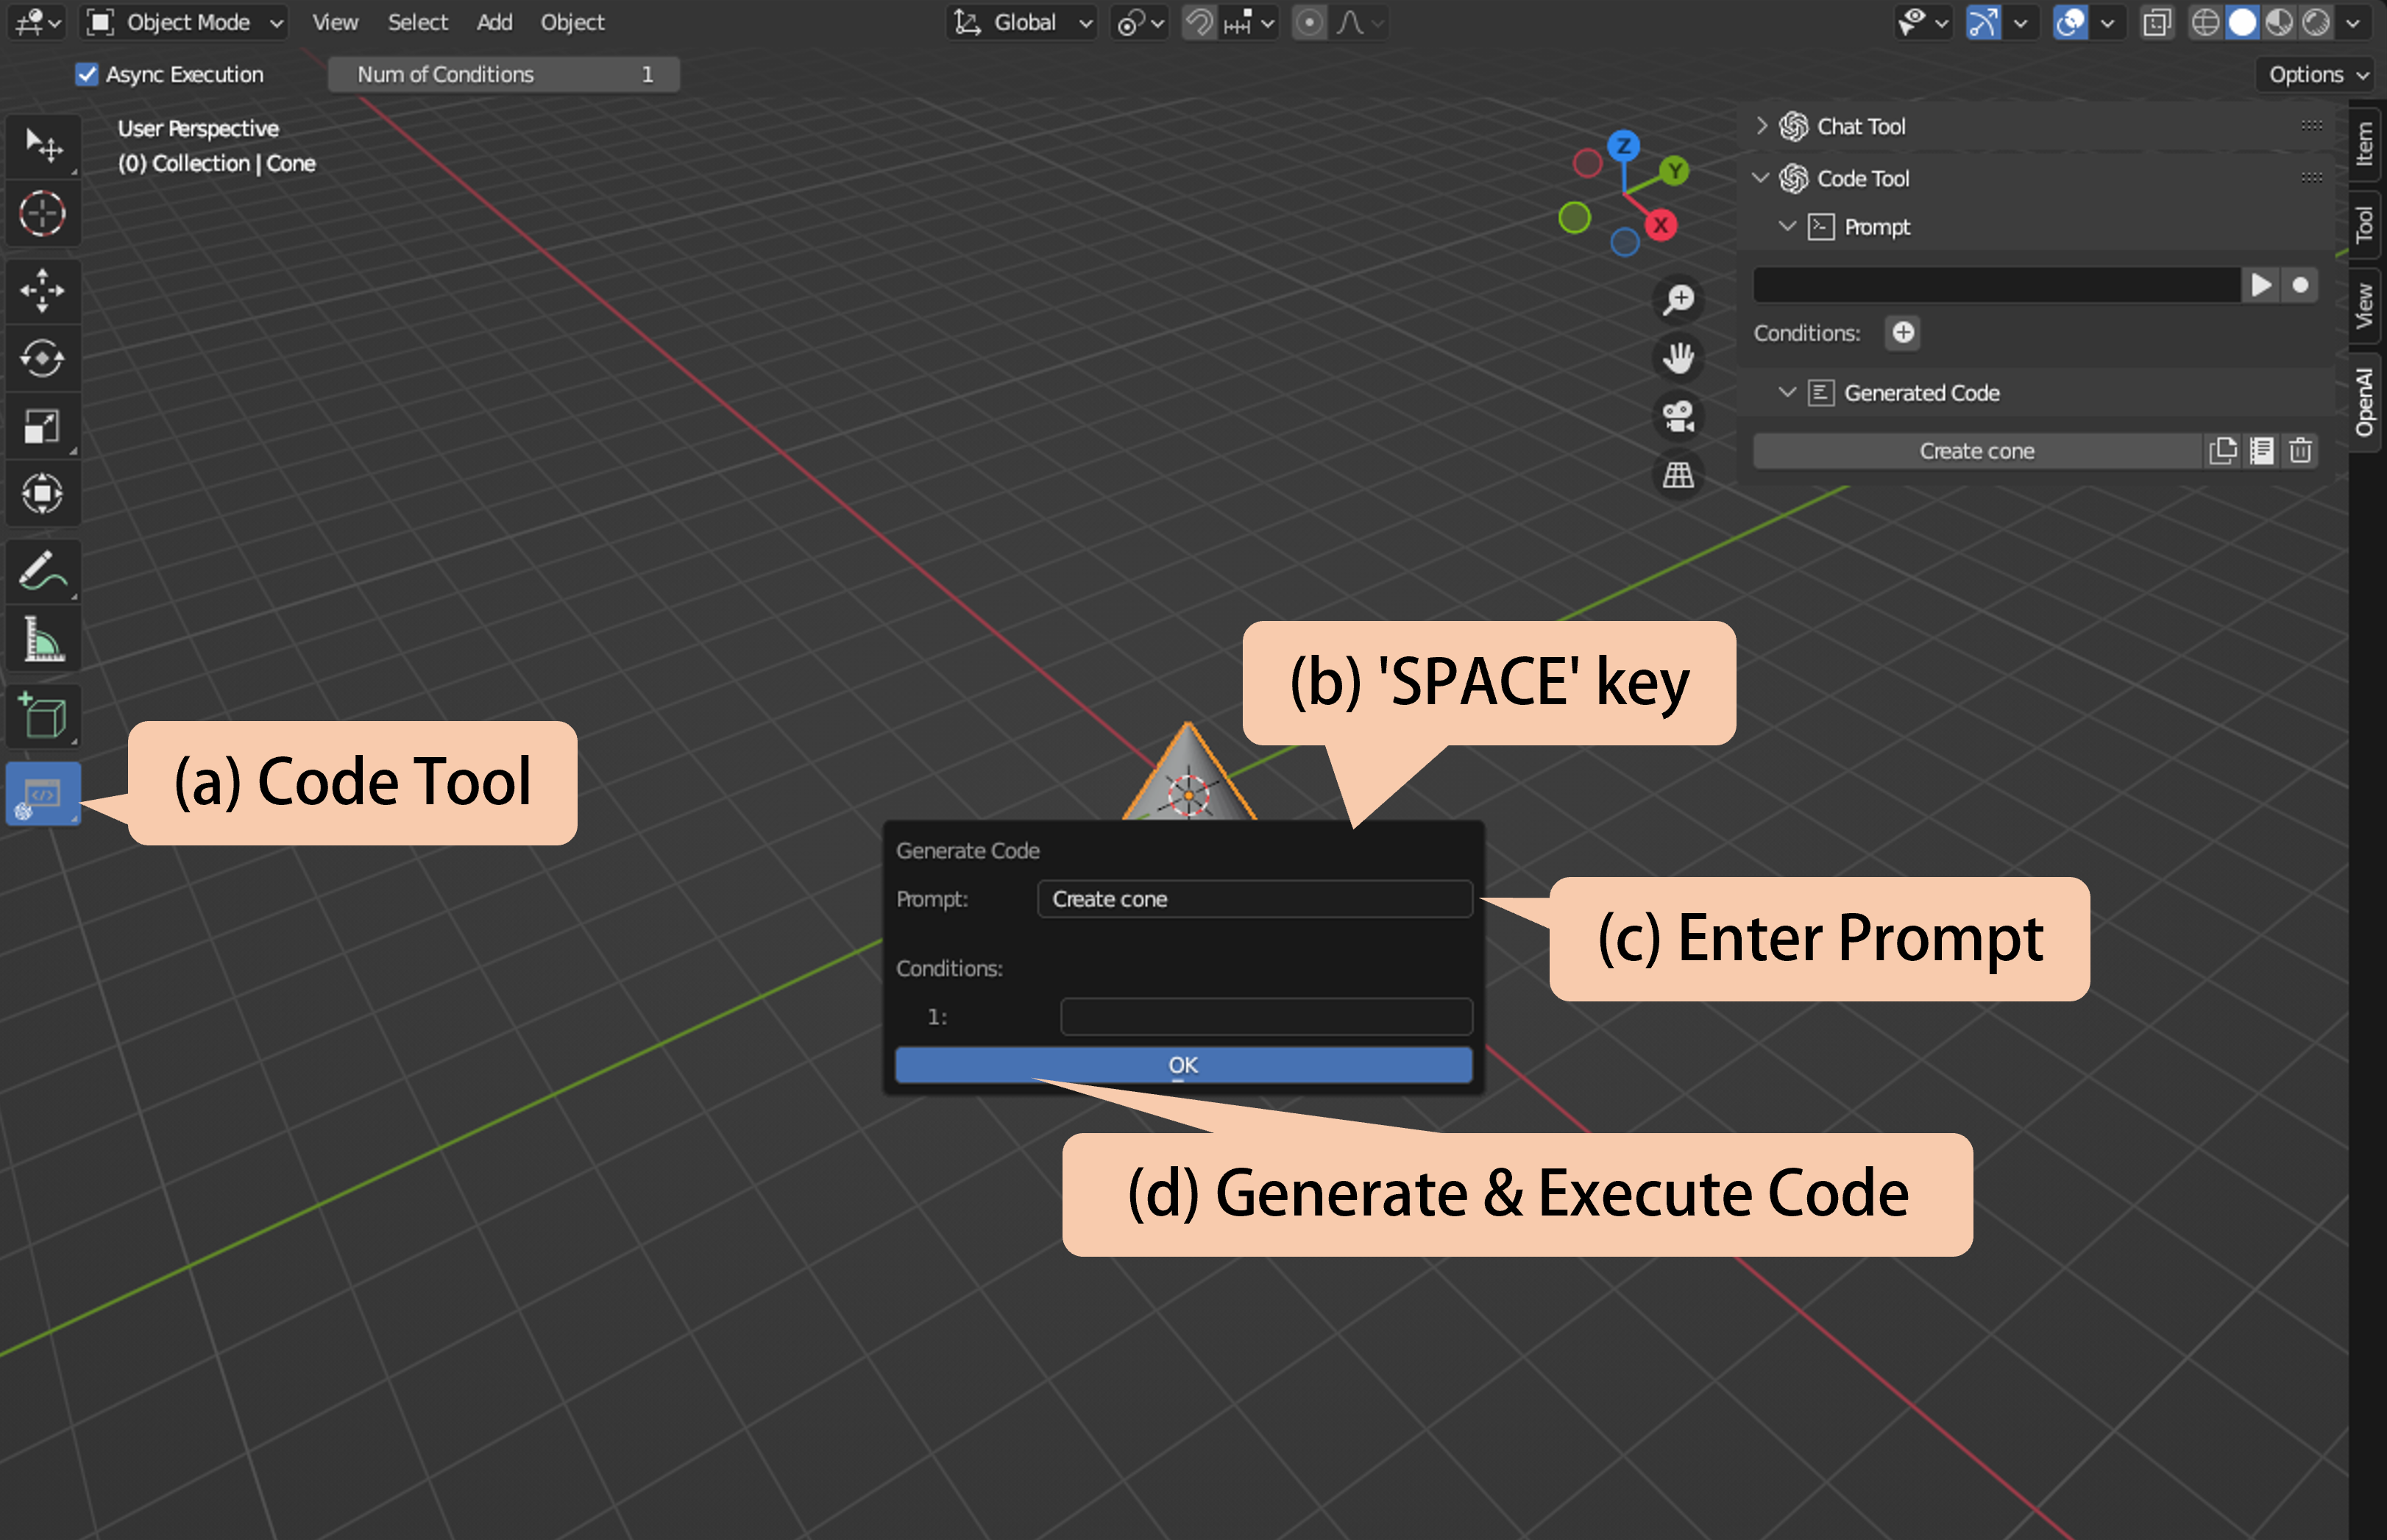 Object Mode View Select Add Object Global
Async Execution Num of Conditions 1 Options
User Perspective
(0) Collection | Cone
Z
Y
X
Chat Tool
Code Tool
Prompt
Conditions:
Generated Code
Create cone
Item
Tool
View
OpenAI
(b) 'SPACE' key
(a) Code Tool
Generate Code
Prompt: Create cone
(c) Enter Prompt
Conditions:
1:
OK
(d) Generate & Execute Code